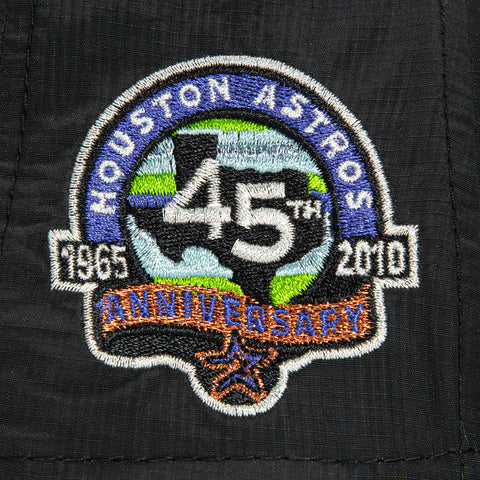 HOUSTON ASTROS
45TH
1965 2010
ANNIVERSARY